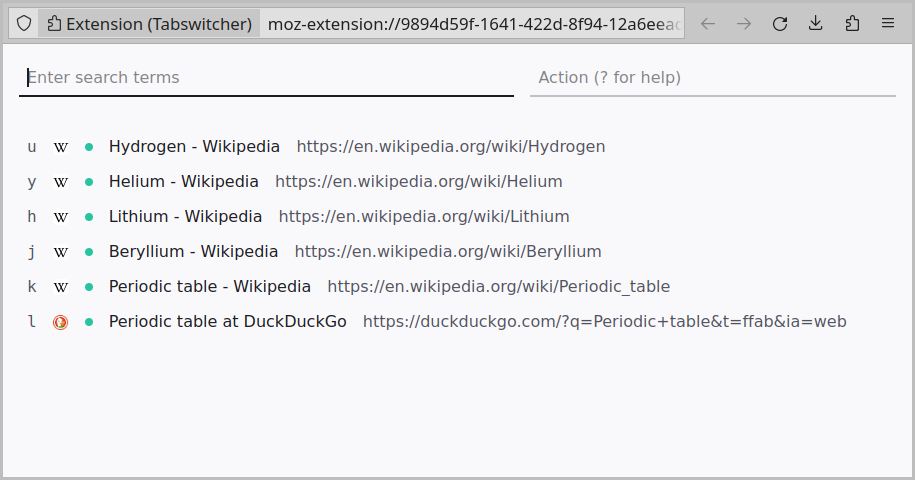 Extension (Tabswitcher) moz-extension://9894d59f-1641-422d-8f94-12a6eeac
Enter search terms Action (? for help)
u W Hydrogen - Wikipedia https://en.wikipedia.org/wiki/Hydrogen
y W Helium - Wikipedia https://en.wikipedia.org/wiki/Helium
h W Lithium - Wikipedia https://en.wikipedia.org/wiki/Lithium
j W Beryllium - Wikipedia https://en.wikipedia.org/wiki/Beryllium
k W Periodic table - Wikipedia https://en.wikipedia.org/wiki/Periodic_table
l Periodic table at DuckDuckGo https://duckduckgo.com/?q=Periodic+table&t=ffab&ia=web